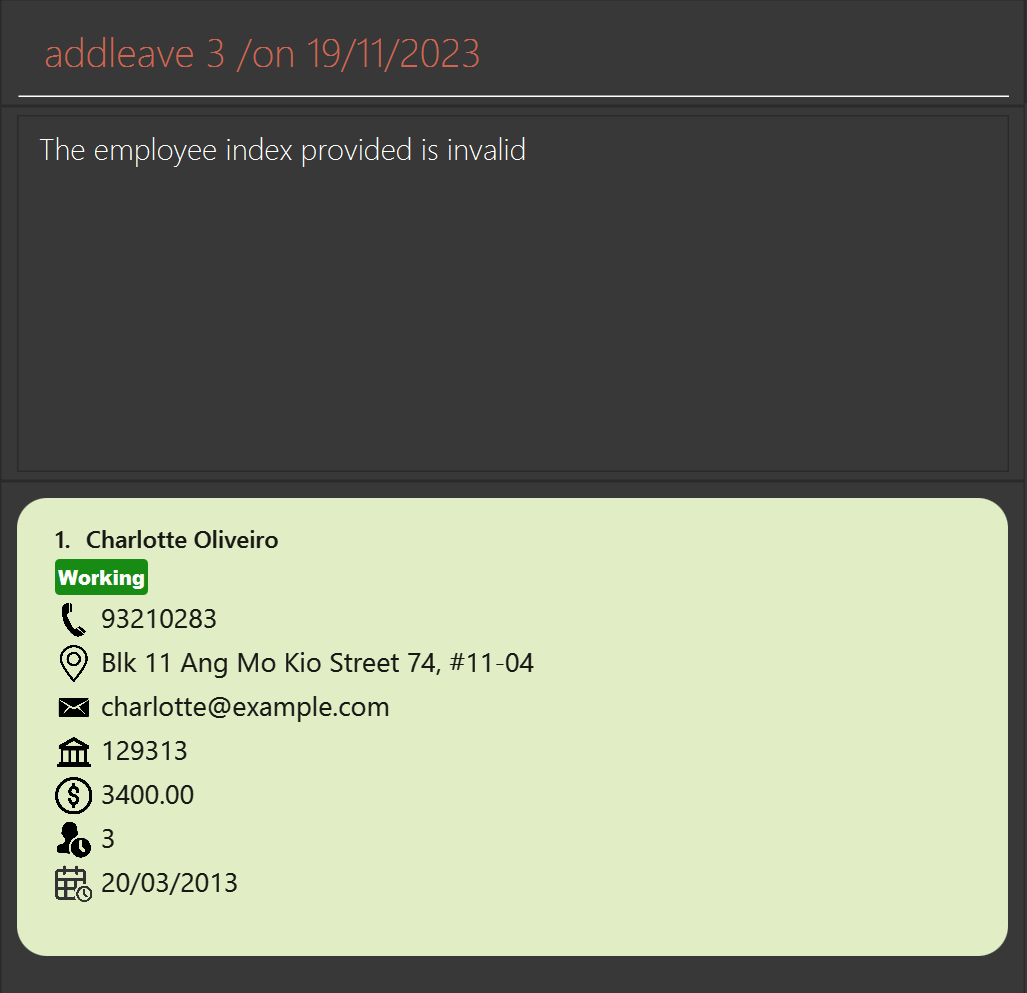 addleave 3 /on 19/11/2023
The employee index provided is invalid
1. Charlotte Oliveiro
Working
93210283
Blk 11 Ang Mo Kio Street 74, #11-04
charlotte@example.com
129313
3400.00
3
20/03/2013